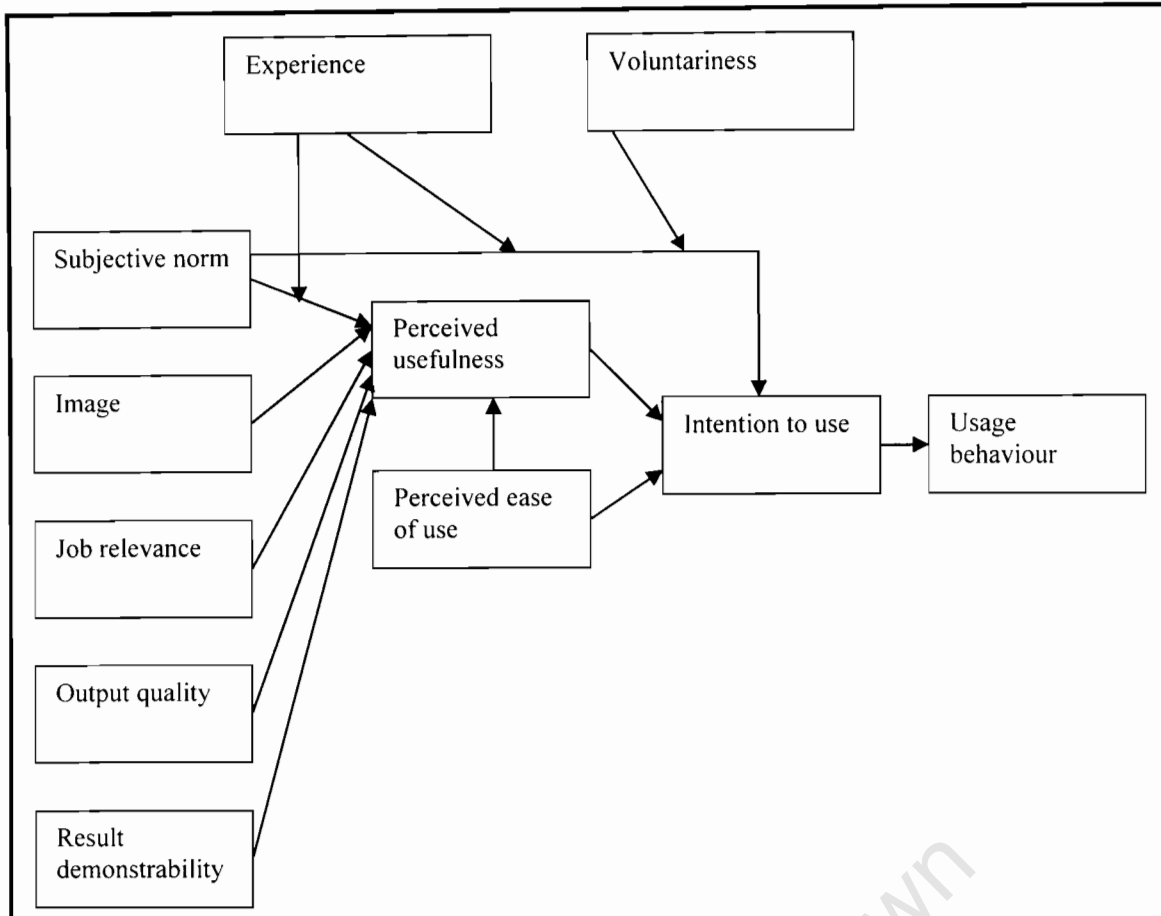 Experience
Voluntariness
Subjective norm
Perceived
usefulness
Image
Intention to use
Usage
behaviour
Perceived ease
of use
Job relevance
Output quality
Result
demonstrability
wn